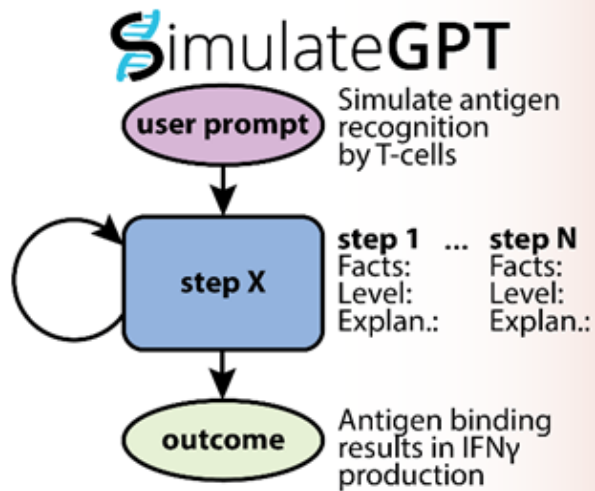 SimulateGPT
user prompt
Simulate antigen
recognition
by T-cells
step X
step 1 ... step N
Facts: Facts:
Level: Level:
Explan.: Explan.:
outcome
Antigen binding
results in IFNγ
production